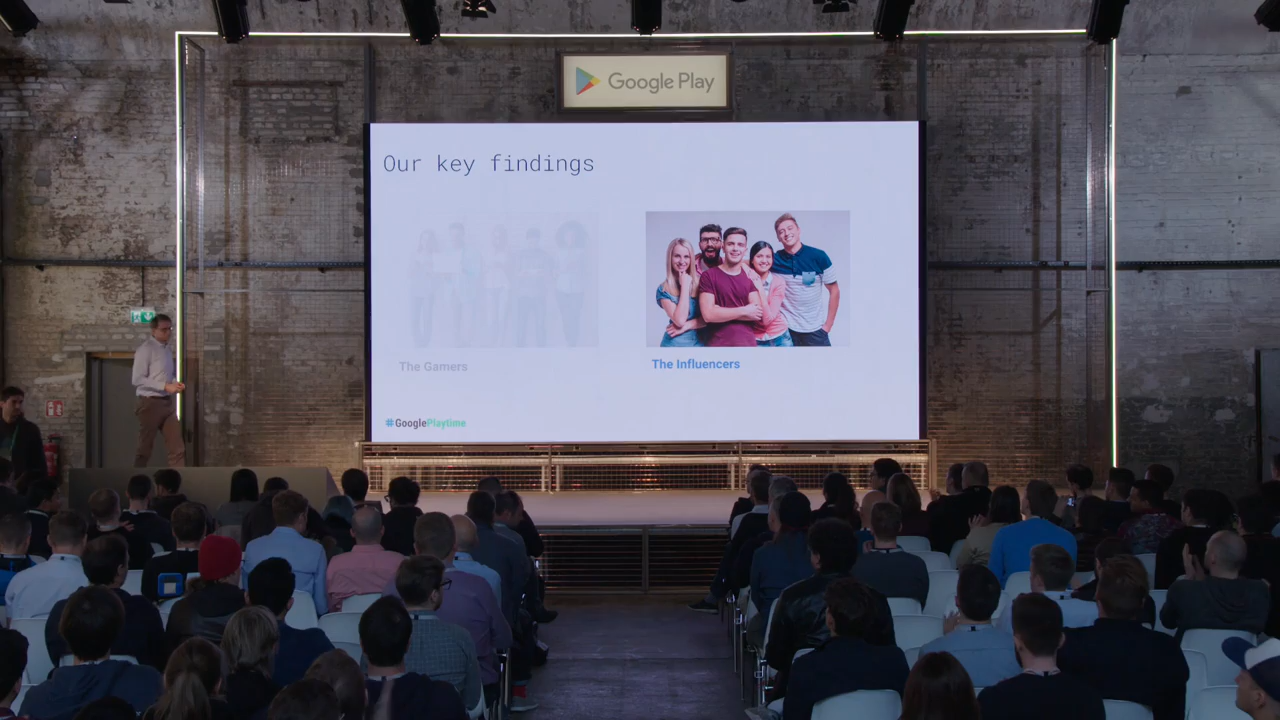 Google Play
Our key findings
The Gamers
The Influencers
#GooglePlaytime